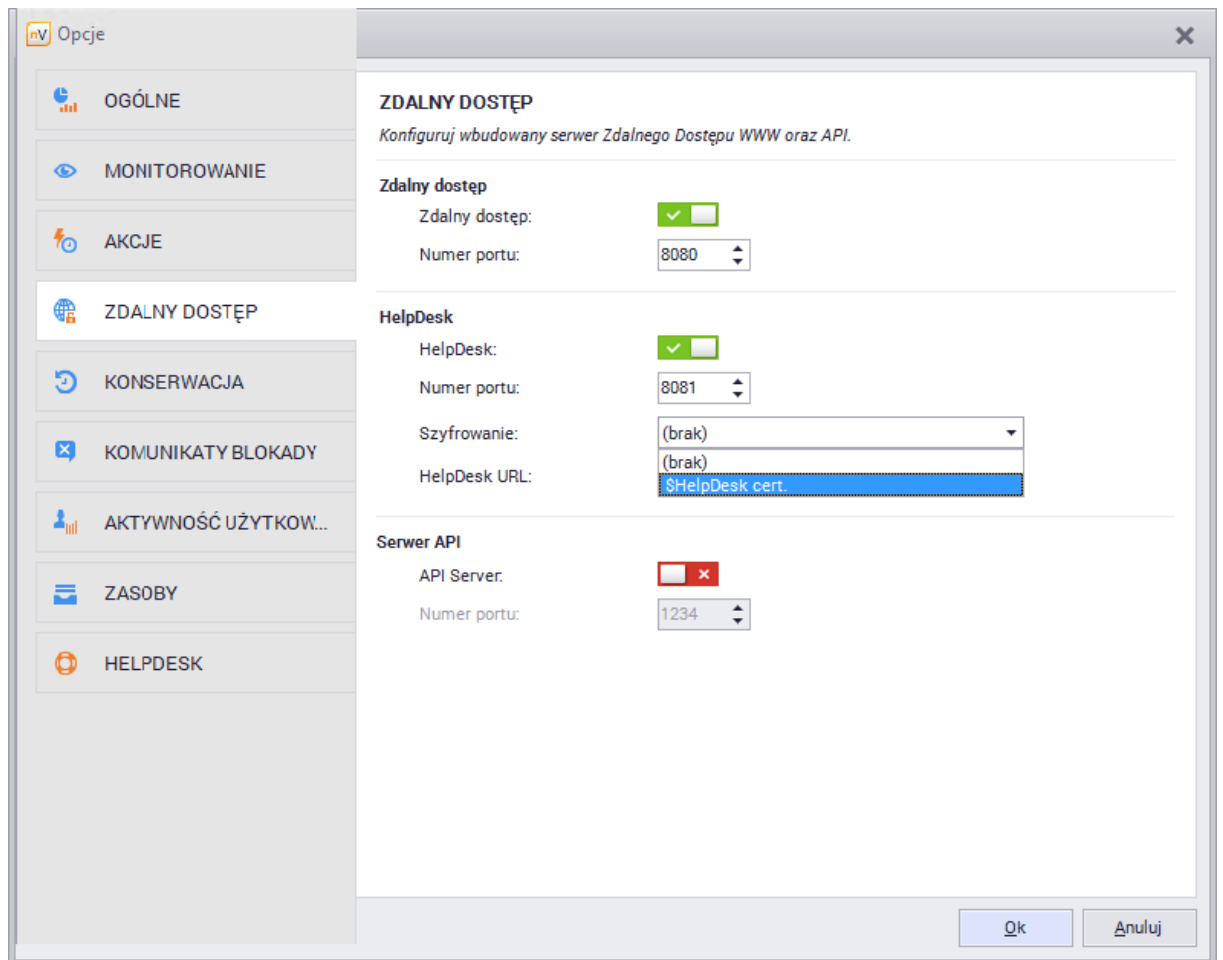 nV Opcje
OGÓLNE
MONITOROWANIE
AKCJE
ZDALNY DOSTĘP
KONSERWACJA
KOMUNIKATY BLOKADY
AKTYWNOŚĆ UŻYTKOW...
ZASOBY
HELPDESK
ZDALNY DOSTĘP
Konfiguruj wbudowany serwer Zdalnego Dostępu WWW oraz API.
Zdalny dostęp
Zdalny dostęp:
Numer portu: 8080
HelpDesk
HelpDesk:
Numer portu: 8081
Szyfrowanie: (brak)
(brak)
HelpDesk URL: $HelpDesk cert.
Serwer API
API Server:
Numer portu: 1234
Ok Anuluj